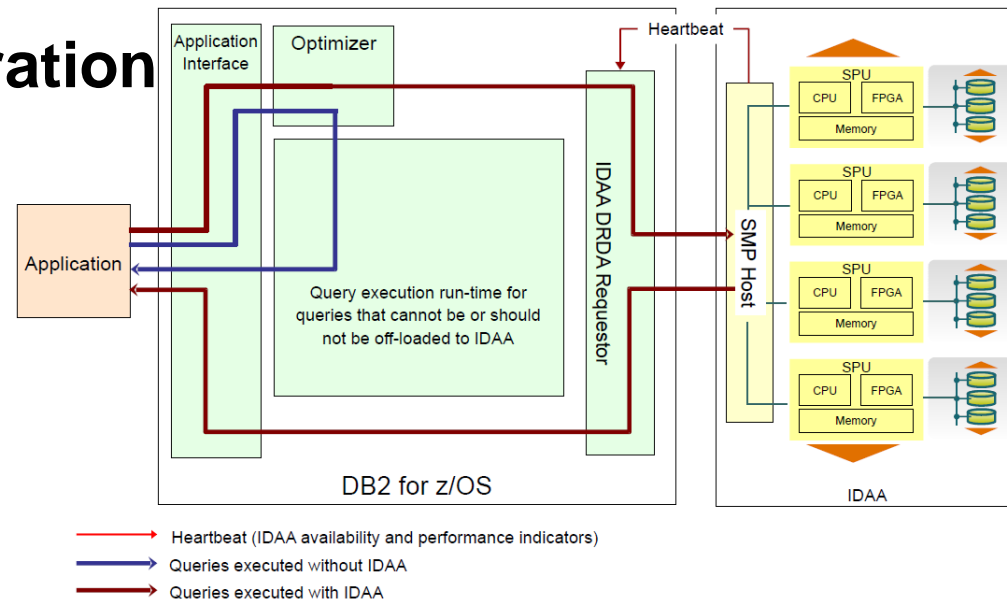 ration
Application
Interface
Optimizer
Heartbeat
SPU
CPU
FPGA
Memory
SPU
CPU
FPGA
Memory
SPU
CPU
FPGA
Memory
SPU
CPU
FPGA
Memory
Application
Query execution run-time for
queries that cannot be or should
not be off-loaded to IDAA
IDAA DRDA Requestor
SMP Host
DB2 for z/OS
IDAA
Heartbeat (IDAA availability and performance indicators)
Queries executed without IDAA
Queries executed with IDAA